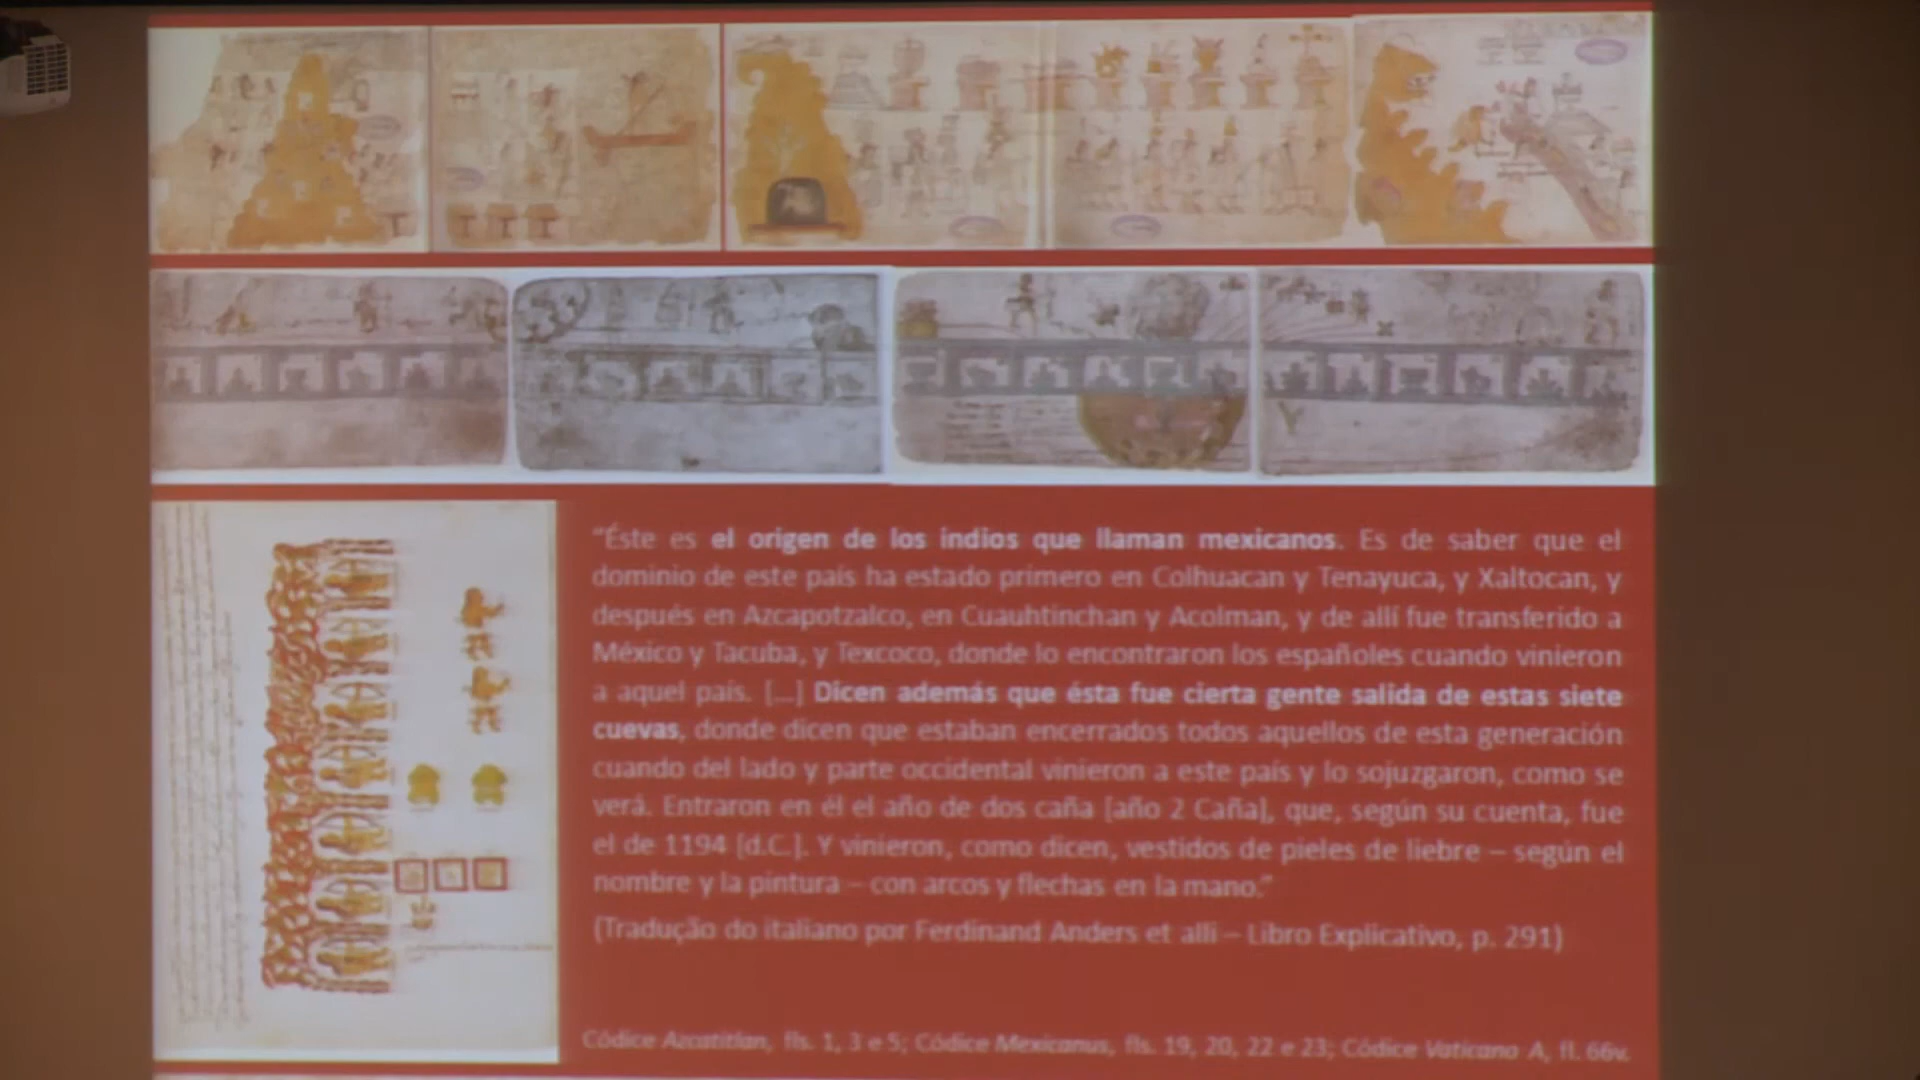 “Éste es el origen de los indios que llaman mexicanos. Es de saber que el
dominio de este país ha estado primero en Colhuacan y Tenayuca, y Xaltocan, y
después en Azcapotzalco, en Cuauhtinchan y Acolman, y de allí fue transferido a
México y Tacuba, y Texcoco, donde lo encontraron los españoles cuando vinieron
a aquel país. [...] Dicen además que ésta fue cierta gente salida de estas siete
cuevas, donde dicen que estaban encerrados todos aquellos de esta generación
cuando del lado y parte occidental vinieron a este país y lo sojuzgaron, como se
verá. Entraron en él el año de dos caña [año 2 Caña], que, según su cuenta, fue
el de 1194 [d.C.]. Y vinieron, como dicen, vestidos de pieles de liebre – según el
nombre y la pintura – con arcos y flechas en la mano.”
(Tradução do italiano por Ferdinand Anders et alli – Libro Explicativo, p. 291)
Códice Azcatitlan, fls. 1, 3 e 5; Códice Mexicanus, fls. 19, 20, 22 e 23; Códice Vaticano A, fl. 66v.